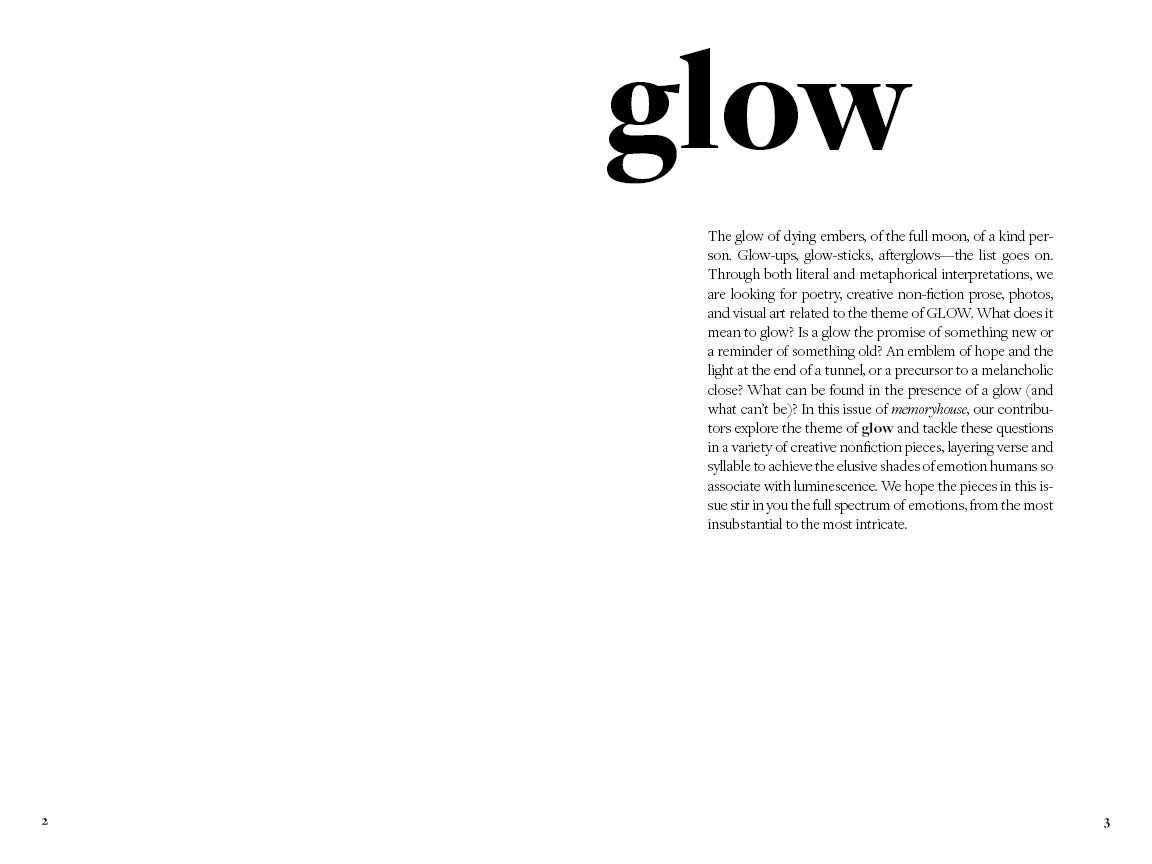 glow
The glow of dying embers, of the full moon, of a kind per-
son. Glow-ups, glow-sticks, afterglows—the list goes on.
Through both literal and metaphorical interpretations, we
are looking for poetry, creative non-fiction prose, photos,
and visual art related to the theme of GLOW. What does it
mean to glow? Is a glow the promise of something new or
a reminder of something old? An emblem of hope and the
light at the end of a tunnel, or a precursor to a melancholic
close? What can be found in the presence of a glow (and
what can't be)? In this issue of memoryhouse, our contribu-
tors explore the theme of glow and tackle these questions
in a variety of creative nonfiction pieces, layering verse and
syllable to achieve the elusive shades of emotion humans so
associate with luminescence. We hope the pieces in this is-
sue stir in you the full spectrum of emotions, from the most
insubstantial to the most intricate.
2
3